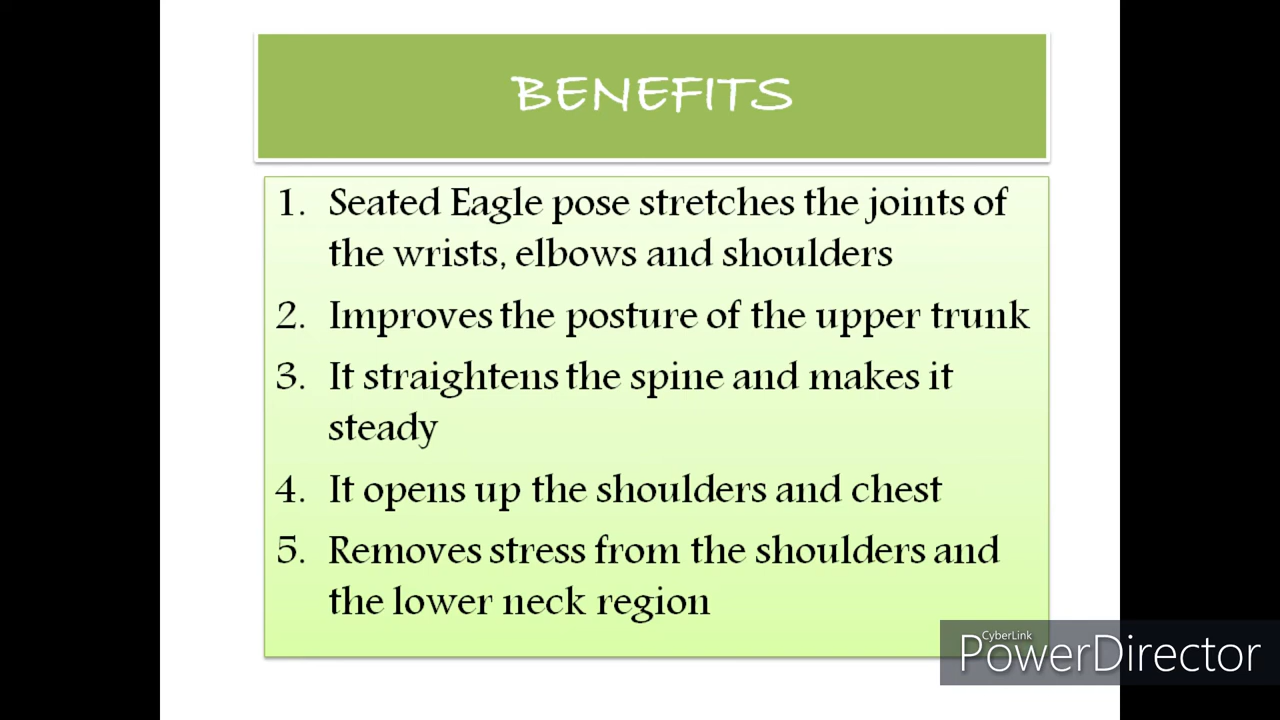 BENEFITS
1. Seated Eagle pose stretches the joints of
the wrists, elbows and shoulders
2. Improves the posture of the upper trunk
3. It straightens the spine and makes it
steady
4. It opens up the shoulders and chest
5. Removes stress from the shoulders and
the lower neck region
CyberLink
PowerDirector